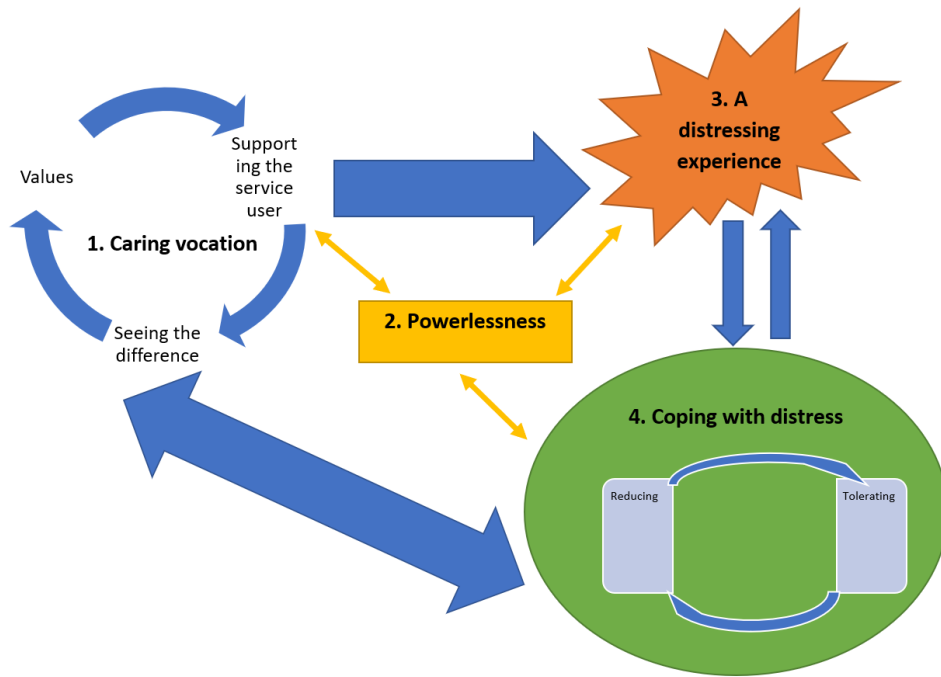 Values
Support
ing the
service
user
1. Caring vocation
Seeing the
difference
2. Powerlessness
3. A
distressing
experience
4. Coping with distress
Reducing
Tolerating